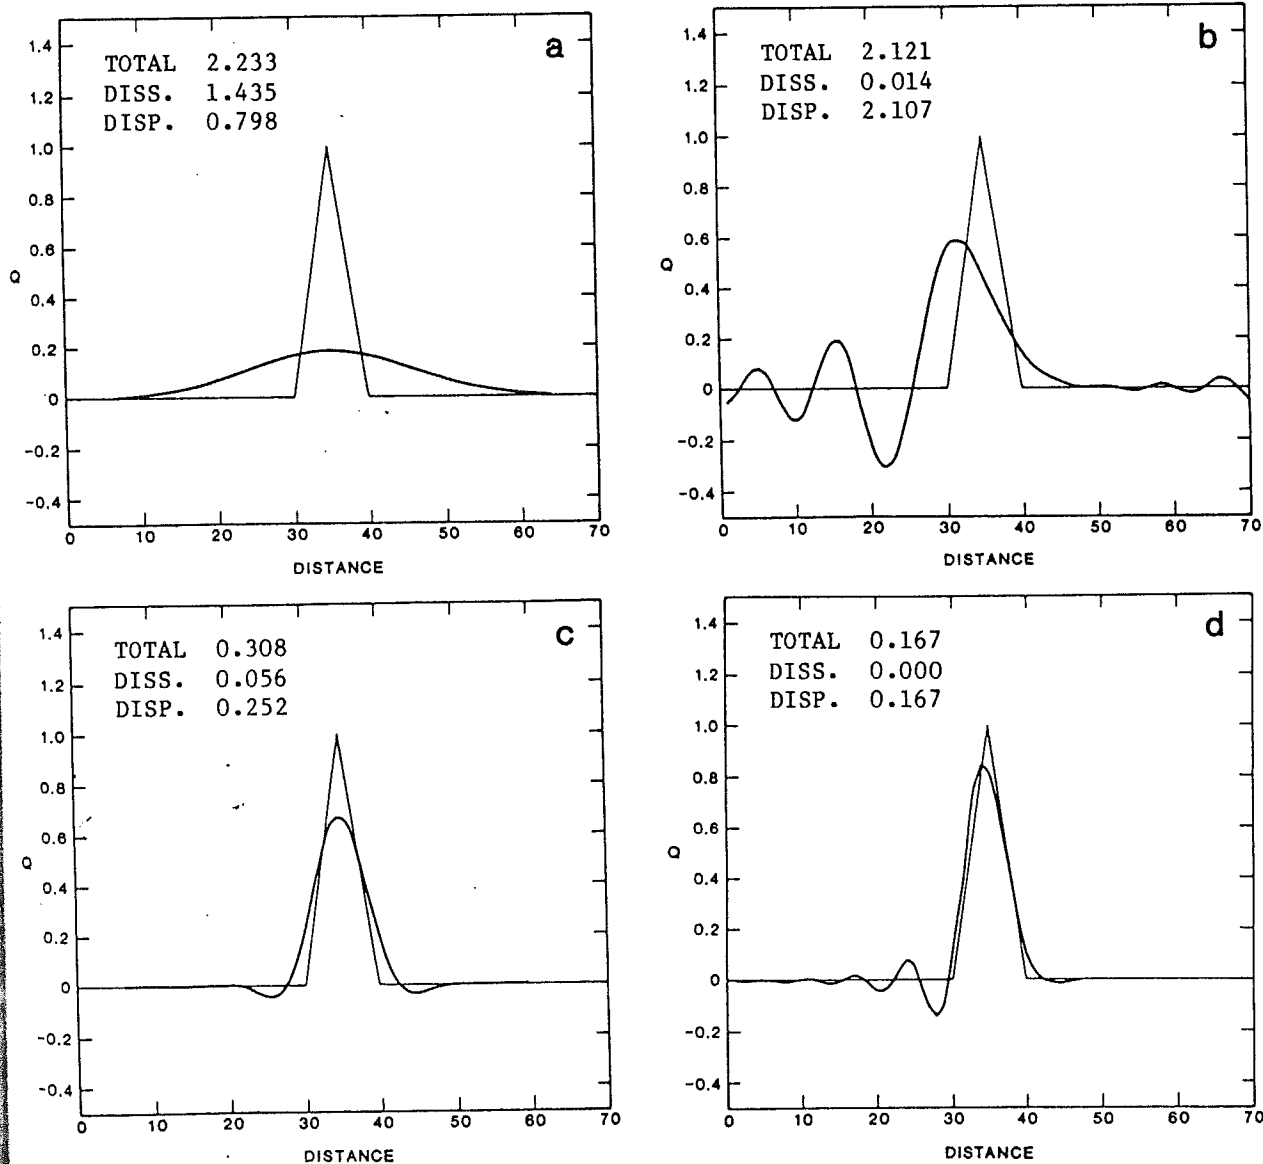 a
TOTAL 2.233
DISS. 1.435
DISP. 0.798
1.4
1.2
1.0
0.8
0.6
Q
0.4
0.2
0
-0.2
-0.4
0 10 20 30 40 50 60 70
DISTANCE
b
TOTAL 2.121
DISS. 0.014
DISP. 2.107
1.4
1.2
1.0
0.8
0.6
Q
0.4
0.2
0
-0.2
-0.4
0 10 20 30 40 50 60 70
DISTANCE
c
TOTAL 0.308
DISS. 0.056
DISP. 0.252
1.4
1.2
1.0
0.8
0.6
Q
0.4
0.2
0
-0.2
-0.4
0 10 20 30 40 50 60 70
DISTANCE
d
TOTAL 0.167
DISS. 0.000
DISP. 0.167
1.4
1.2
1.0
0.8
0.6
Q
0.4
0.2
0
-0.2
-0.4
0 10 20 30 40 50 60 70
DISTANCE